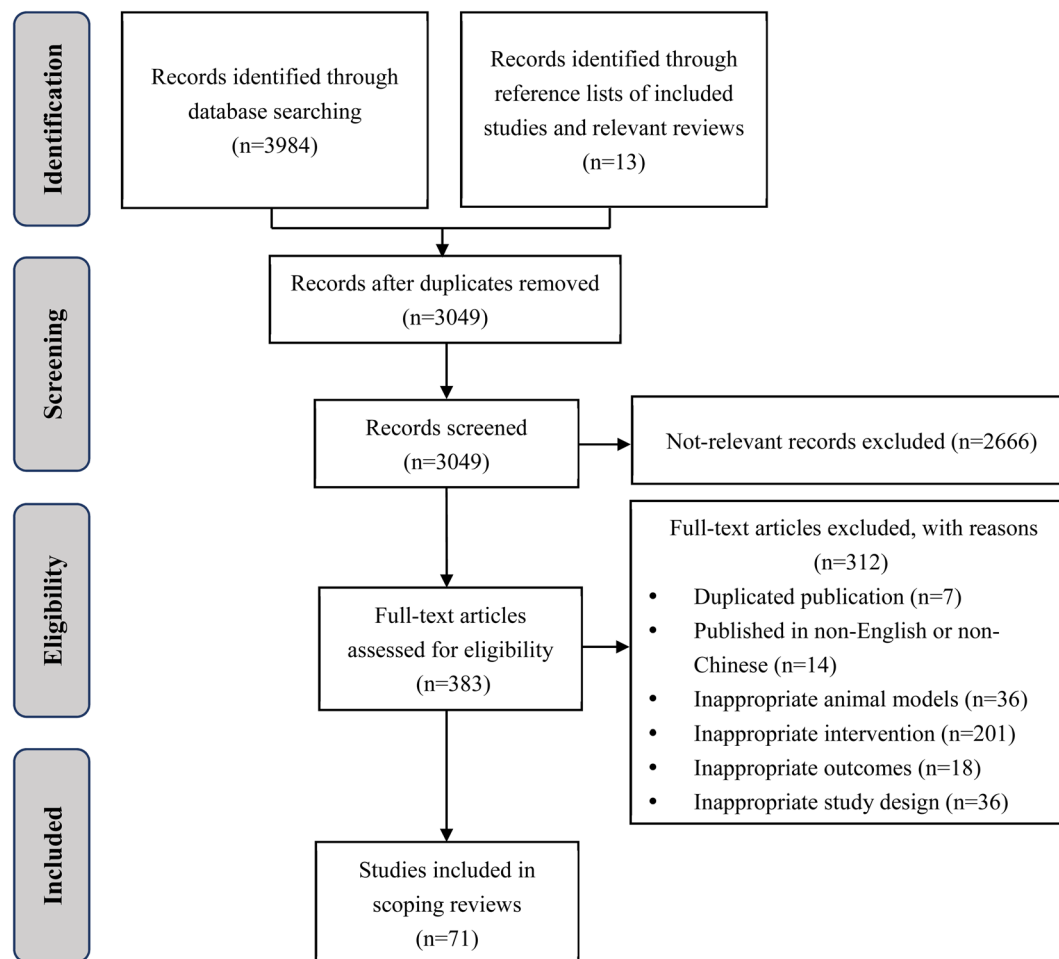 Identification
Records identified through
database searching
(n=3984)
Records identified through
reference lists of included
studies and relevant reviews
(n=13)
Screening
Records after duplicates removed
(n=3049)
Records screened
(n=3049)
Not-relevant records excluded (n=2666)
Eligibility
Full-text articles
assessed for eligibility
(n=383)
Full-text articles excluded, with reasons
(n=312)
• Duplicated publication (n=7)
• Published in non-English or non-
Chinese (n=14)
• Inappropriate animal models (n=36)
• Inappropriate intervention (n=201)
• Inappropriate outcomes (n=18)
• Inappropriate study design (n=36)
Included
Studies included in
scoping reviews
(n=71)